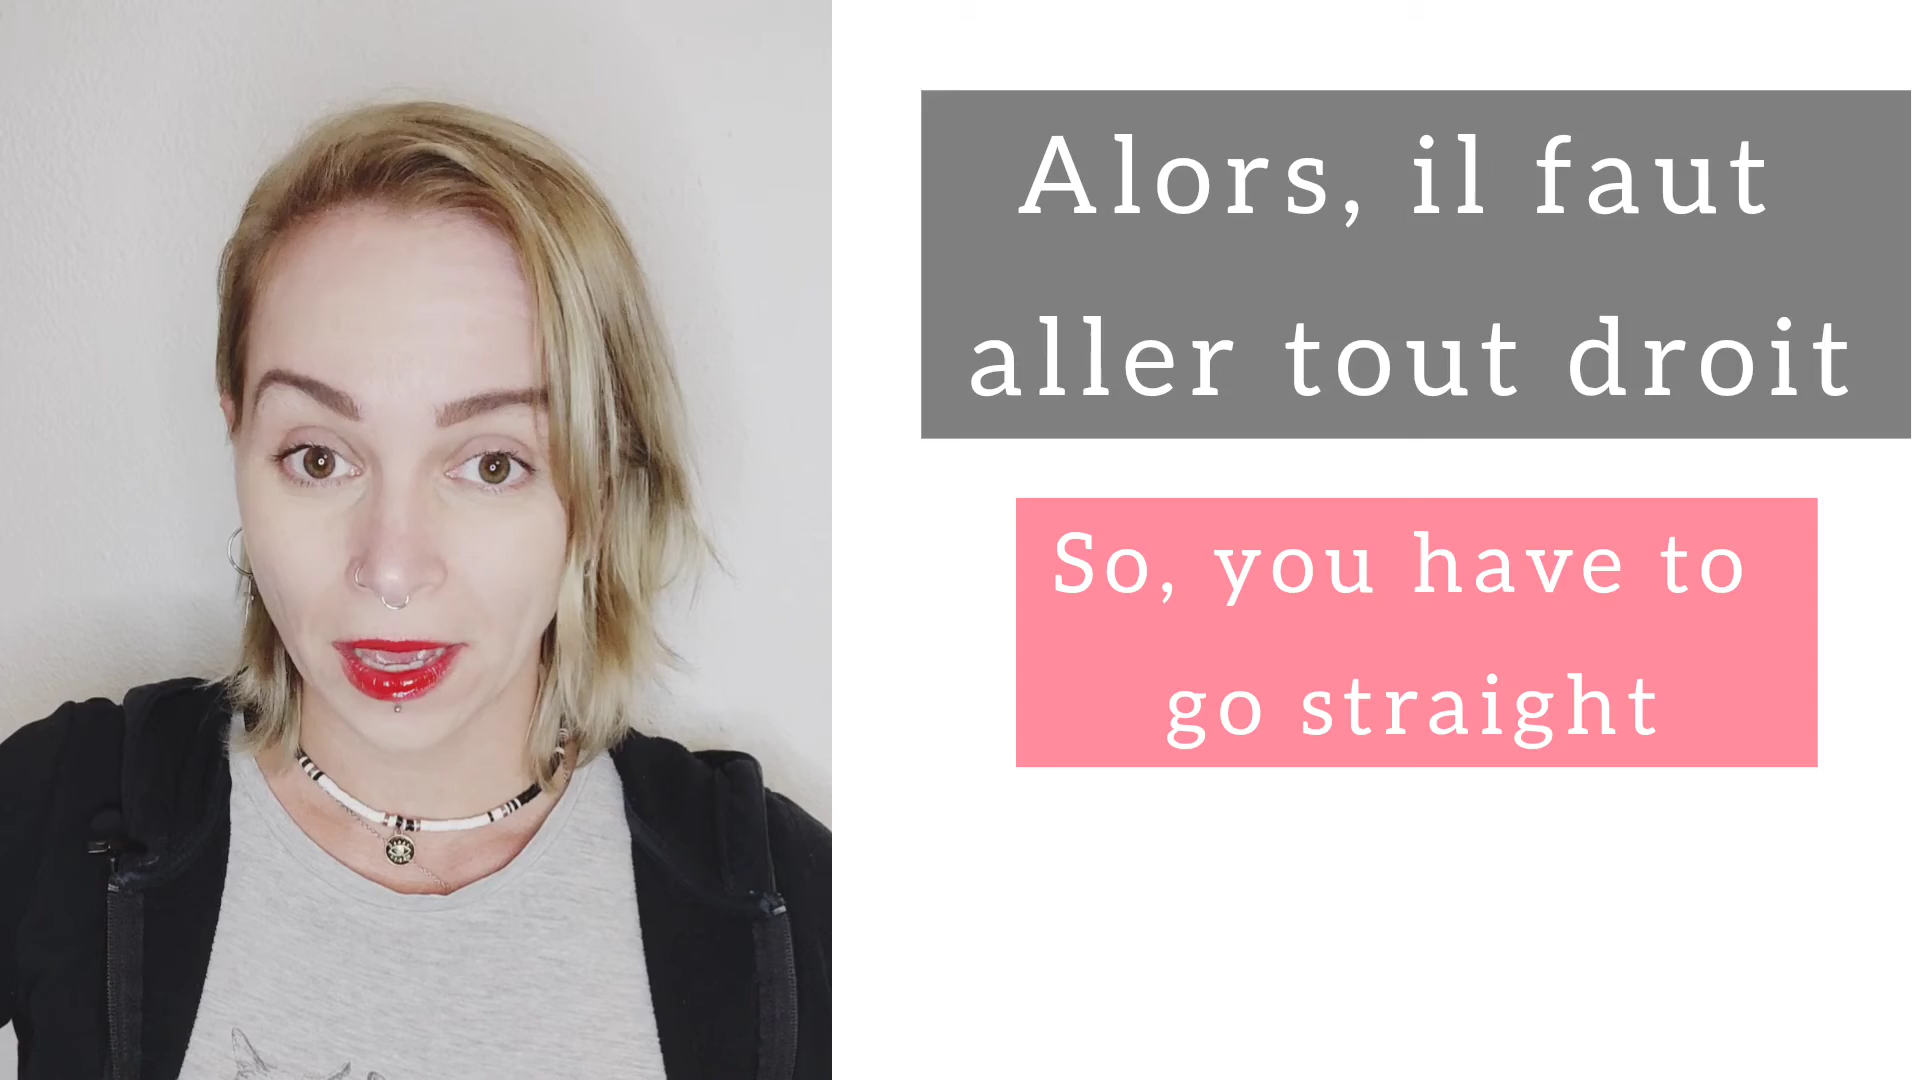 Alors, il faut
aller tout droit
So, you have to
go straight